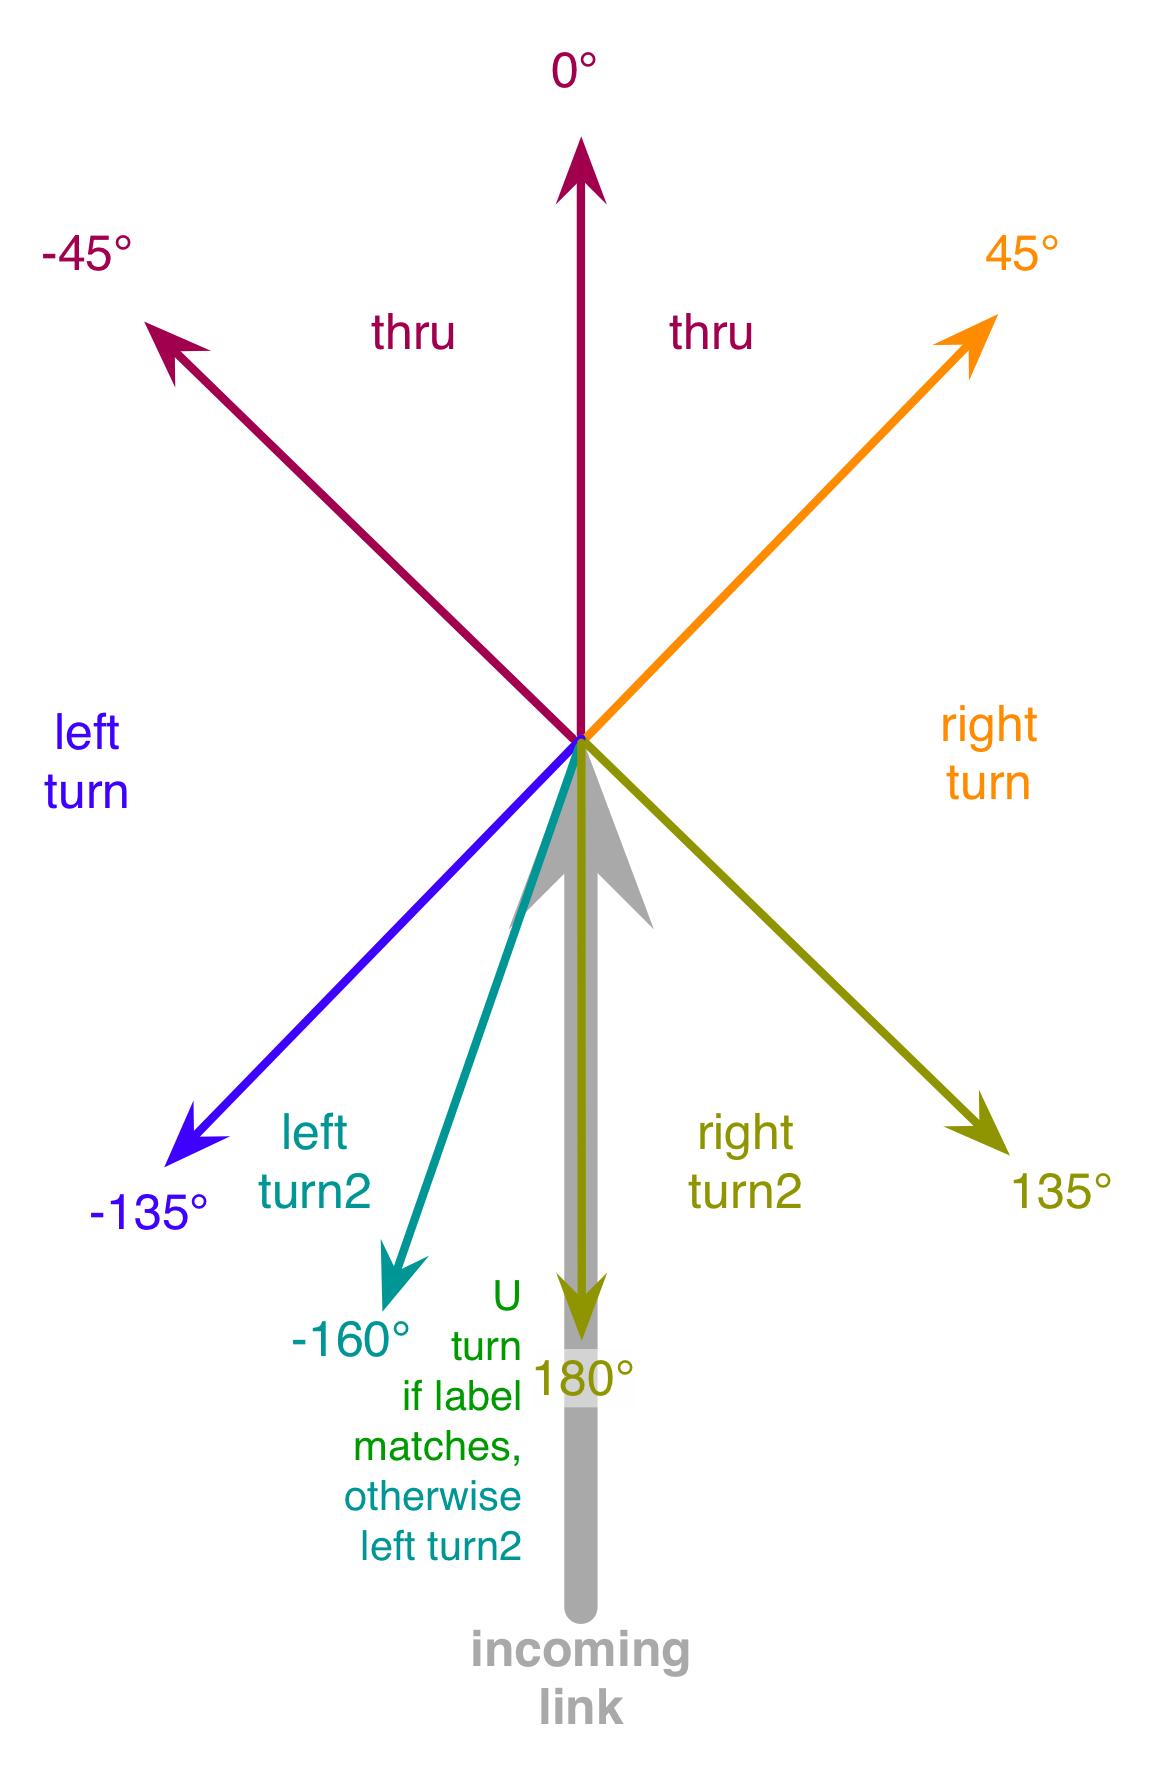 0°
-45°
45°
thru
thru
left
turn
right
turn
left
turn2
right
turn2
-135°
135°
-160°
U
turn
if label
matches,
otherwise
left turn2
180°
incoming
link